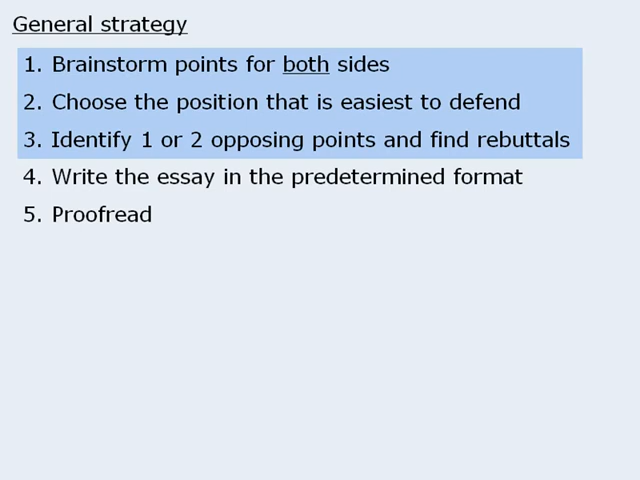 General strategy
1. Brainstorm points for both sides
2. Choose the position that is easiest to defend
3. Identify 1 or 2 opposing points and find rebuttals
4. Write the essay in the predetermined format
5. Proofread